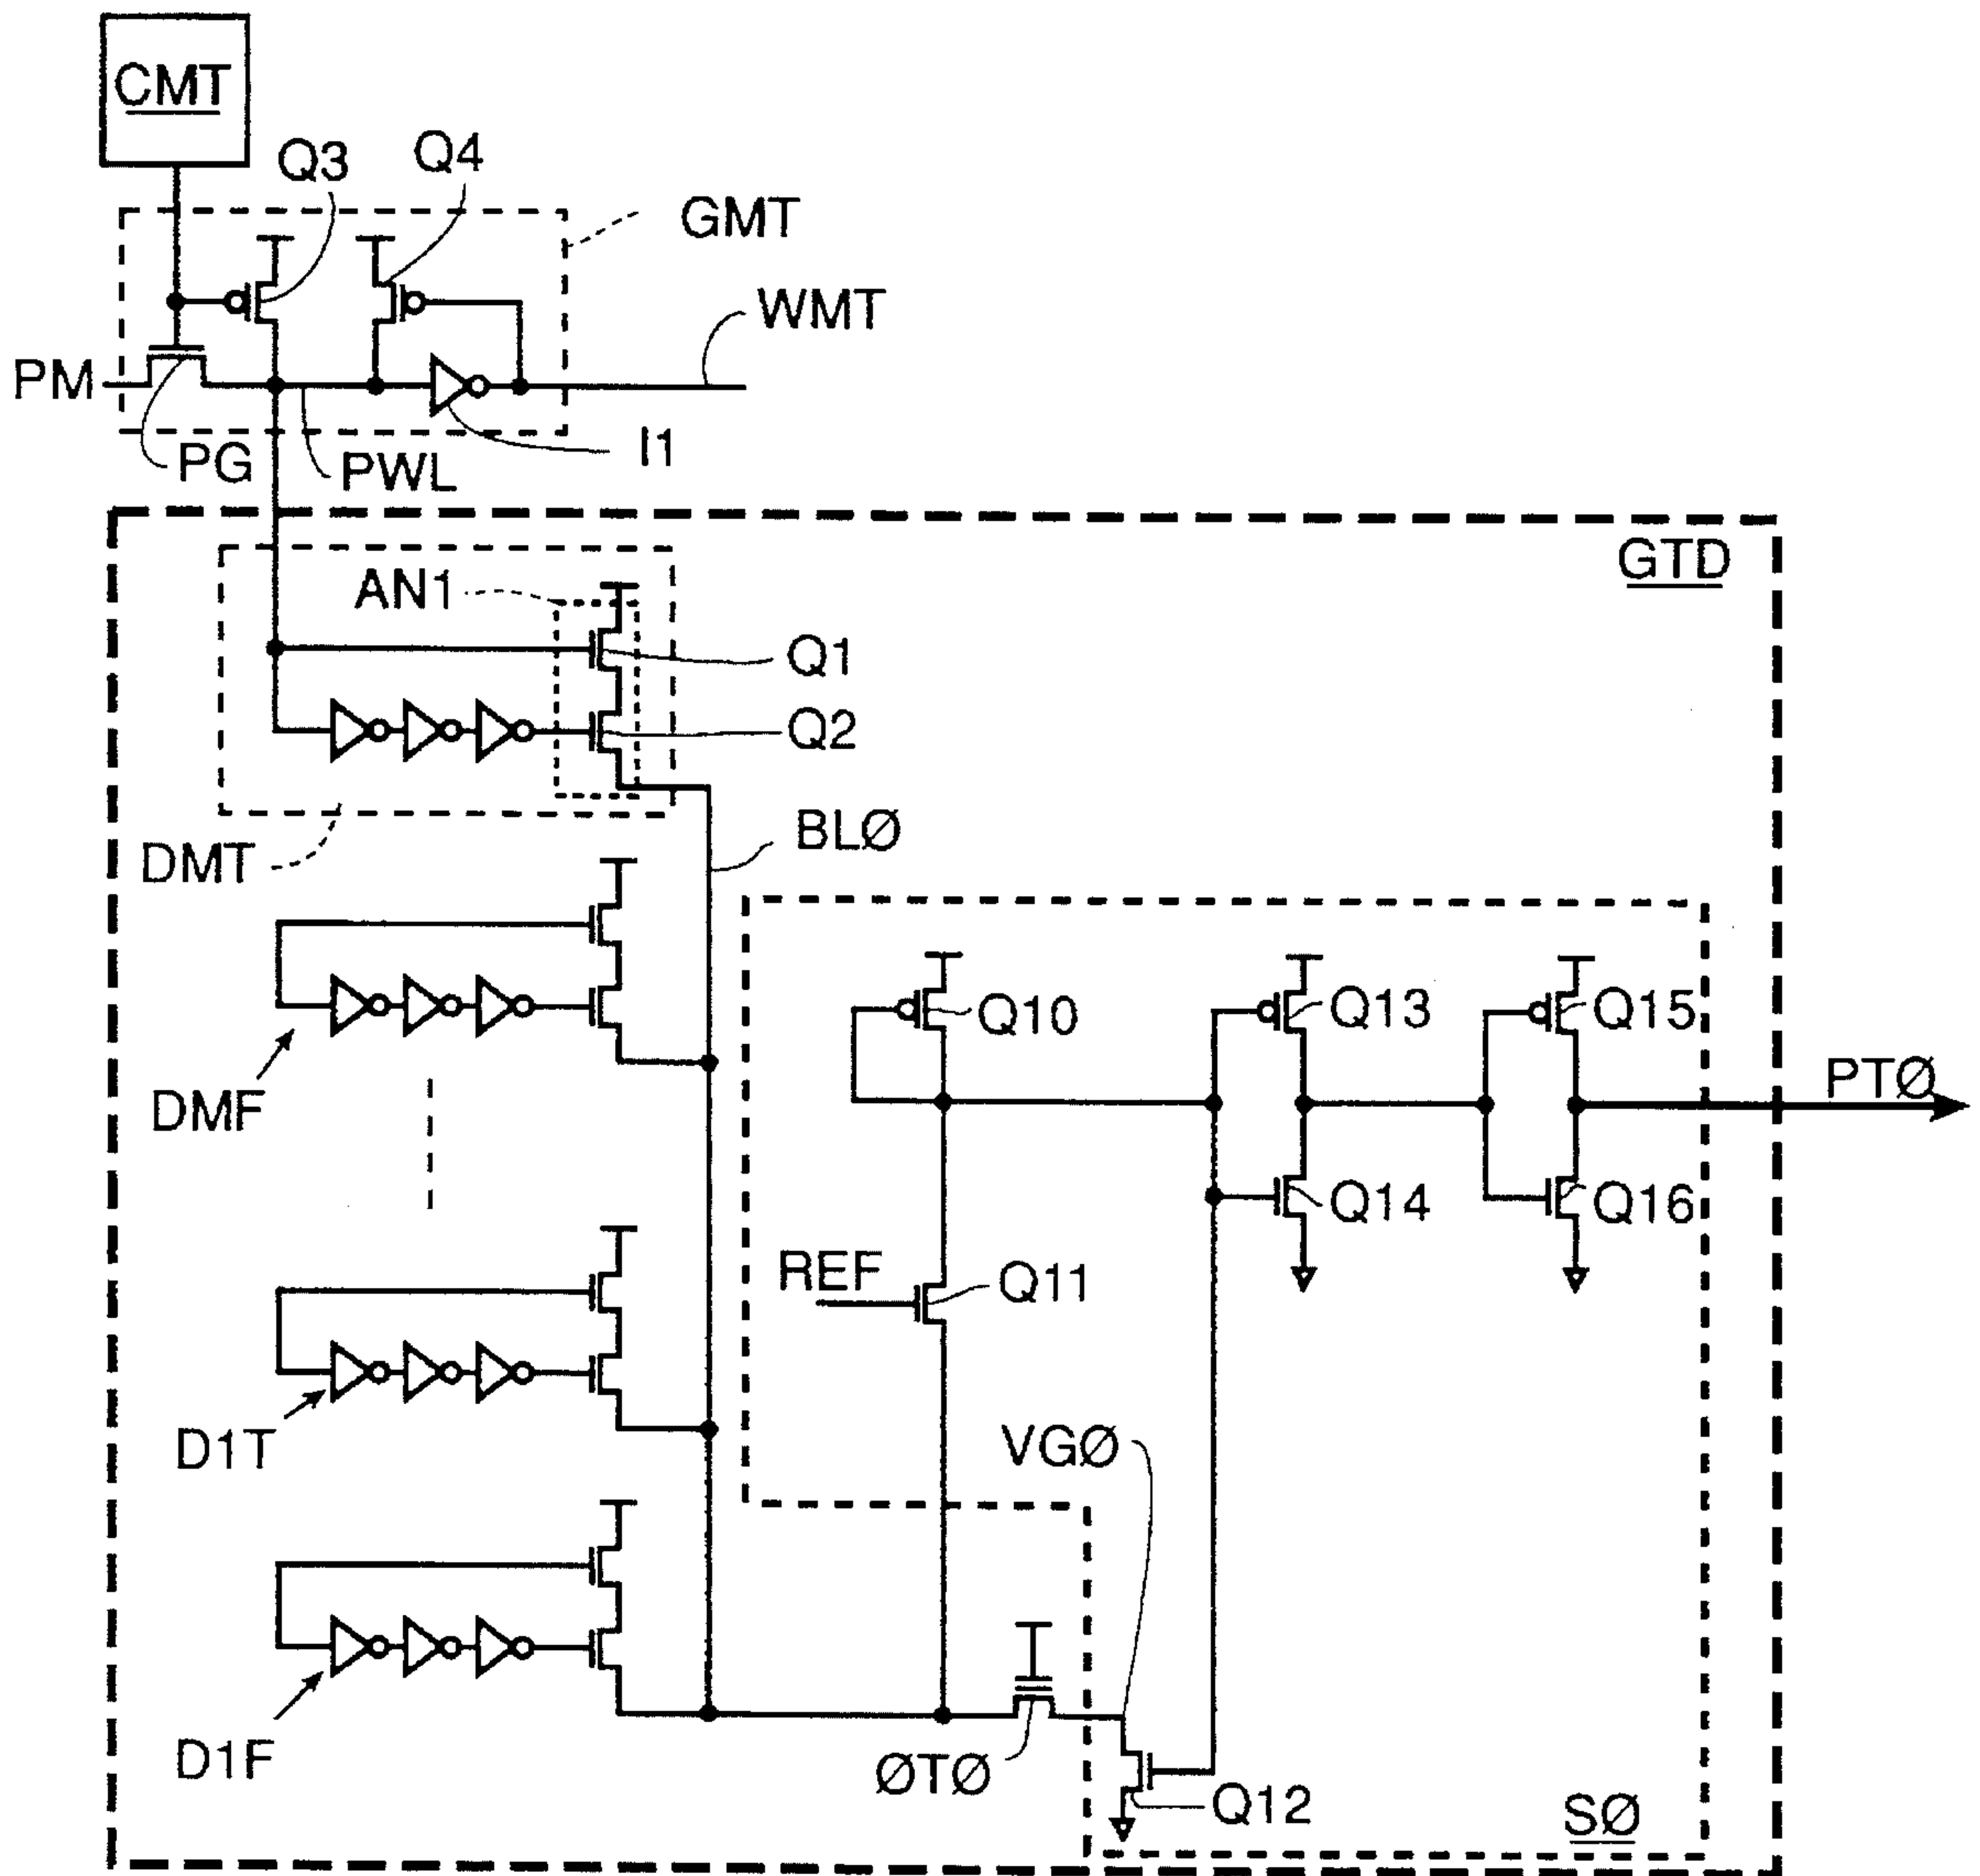 CMT
Q3
Q4
GMT
WMT
PM
PG
PWL
I1
GTD
AN1
Q1
Q2
BLØ
DMT
Q10
Q13
Q15
PTØ
DMF
Q14
Q16
REF
Q11
D1T
VGØ
D1F
ØTØ
Q12
SØ